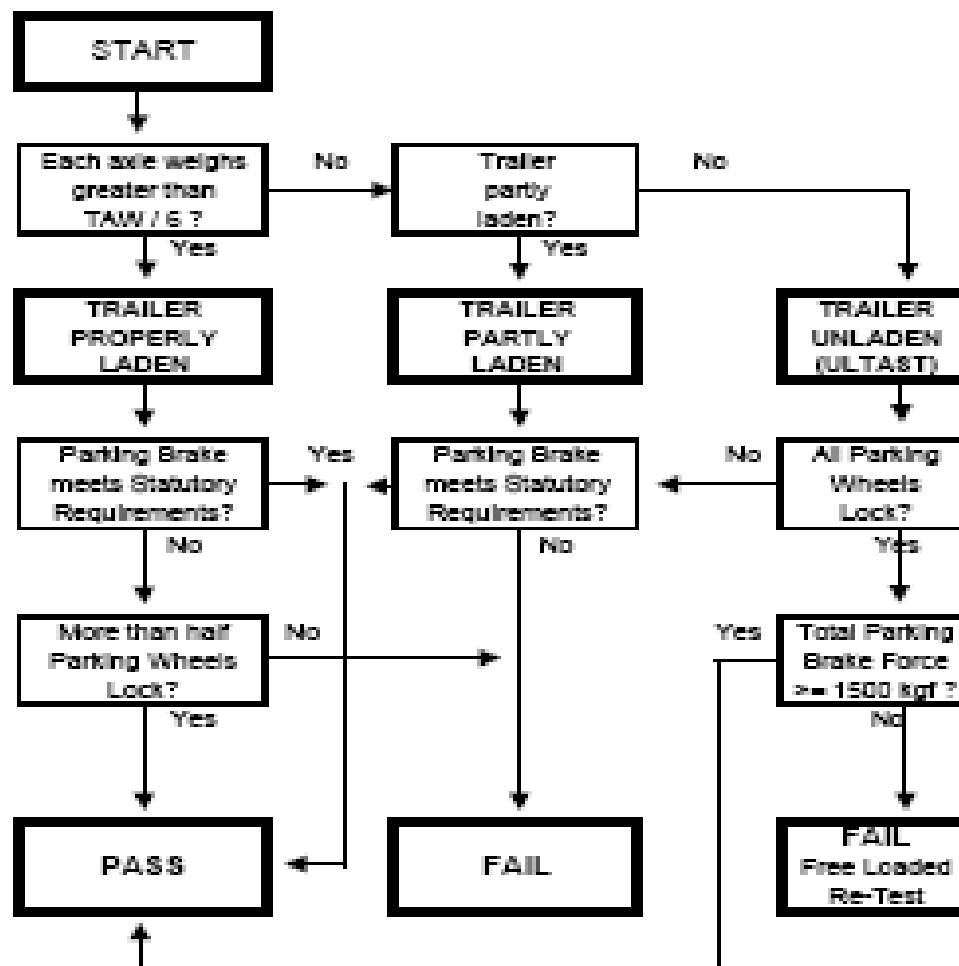 START
Each axle weighs
greater than
TAW / 6 ?
No
Trailer
partly
laden?
No
Yes
Yes
TRAILER
PROPERLY
LADEN
TRAILER
PARTLY
LADEN
TRAILER
UNLADEN
(ULTAST)
Parking Brake
meets Statutory
Requirements?
Yes
Parking Brake
meets Statutory
Requirements?
No
All Parking
Wheels
Lock?
No
No
Yes
More than half
Parking Wheels
Lock?
No
Yes
Total Parking
Brake Force
>= 1500 kgf ?
Yes
No
PASS
FAIL
FAIL
Free Loaded
Re-Test